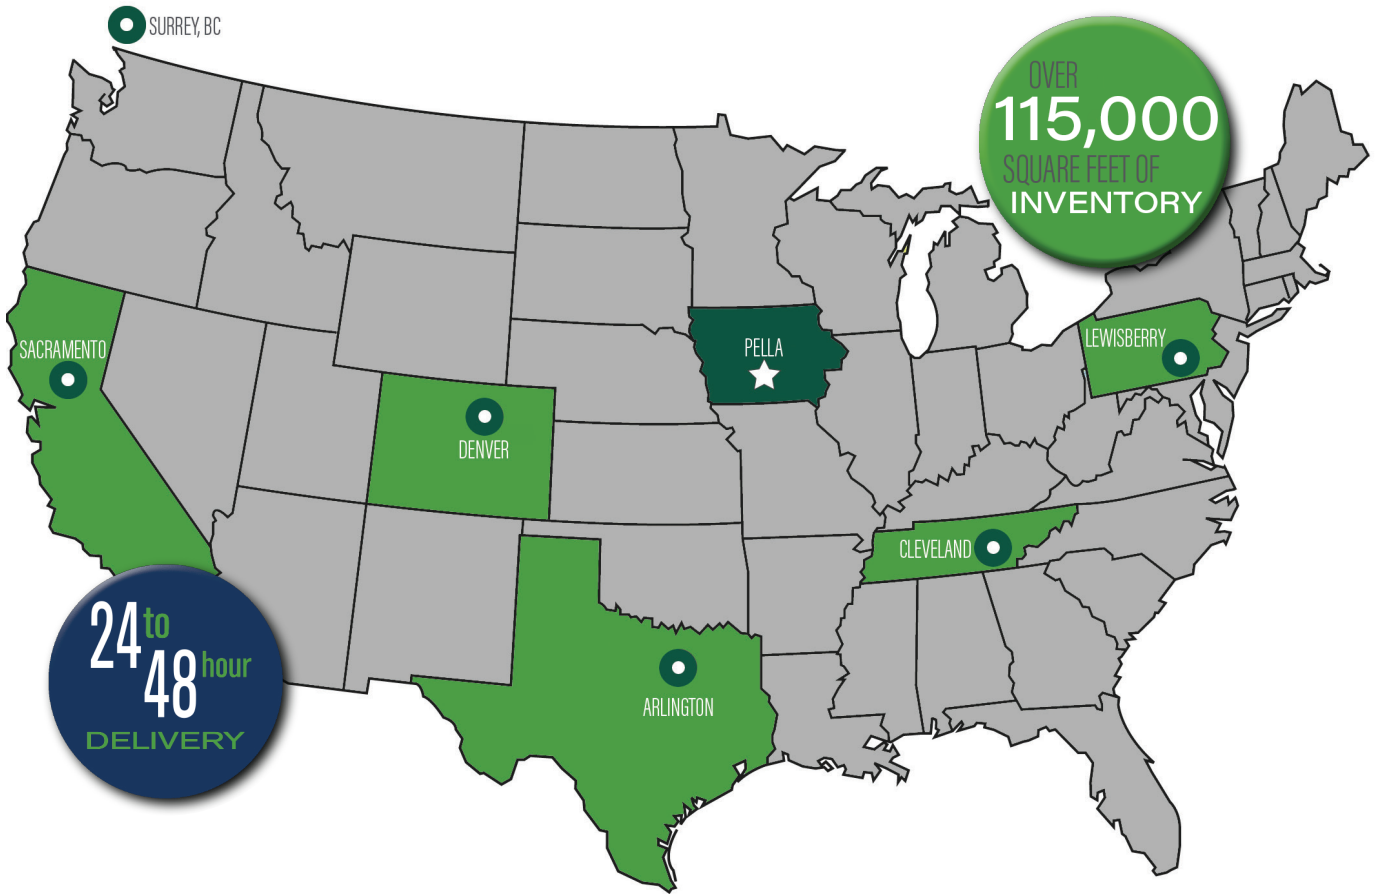 SURREY, BC
OVER
115,000
SQUARE FEET OF
INVENTORY
SACRAMENTO
PELLA
LEWISBERRY
DENVER
CLEVELAND
ARLINGTON
24 to
48 hour
DELIVERY